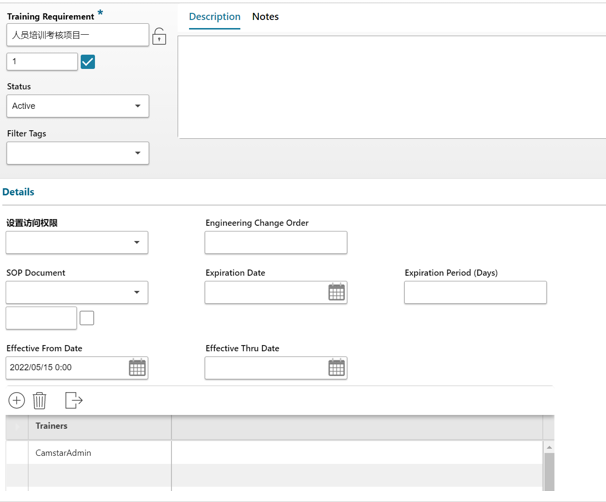 Training Requirement *
Description Notes
人员培训考核项目一
1
Status
Active
Filter Tags
Details
设置访问权限
Engineering Change Order
SOP Document
Expiration Date
Expiration Period (Days)
Effective From Date
Effective Thru Date
2022/05/15 0:00
Trainers
CamstarAdmin